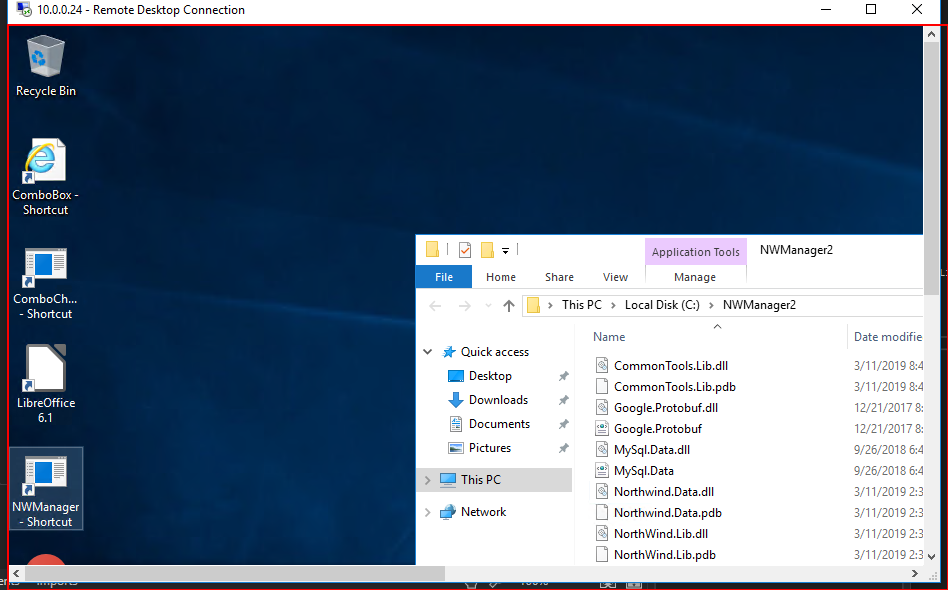 10.0.0.24 - Remote Desktop Connection
Recycle Bin
ComboBox -
Shortcut
ComboCh...
- Shortcut
LibreOffice
6.1
NWManager
- Shortcut
Application Tools
NWManager2
File
Home
Share
View
Manage
This PC
Local Disk (C:)
NWManager2
Quick access
Desktop
Downloads
Documents
Pictures
This PC
Network
Name
Date modifie
CommonTools.Lib.dll 3/11/2019 8:4
CommonTools.Lib.pdb 3/11/2019 8:4
Google.Protobuf.dll 12/21/2017 8:
Google.Protobuf 12/21/2017 8:
MySql.Data.dll 9/26/2018 6:4
MySql.Data 9/26/2018 6:4
Northwind.Data.dll 3/11/2019 2:3
Northwind.Data.pdb 3/11/2019 2:3
NorthWind.Lib.dll 3/11/2019 2:3
NorthWind.Lib.pdb 3/11/2019 2:3